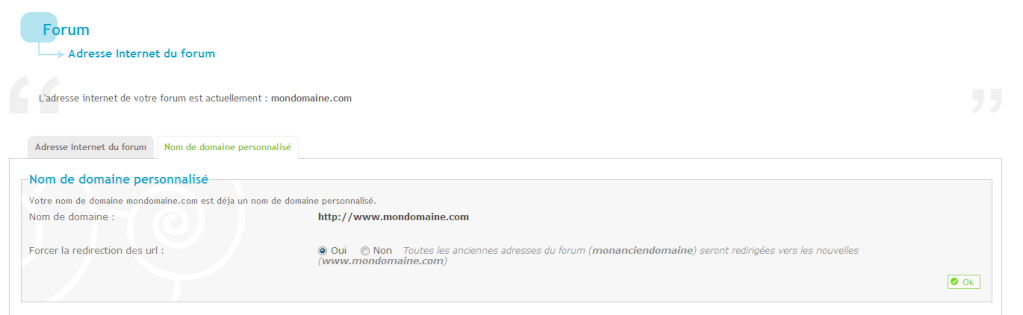 Forum
Adresse Internet du forum
L'adresse internet de votre forum est actuellement : mondomaine.com
Adresse Internet du forum
Nom de domaine personnalisé
Nom de domaine personnalisé
Votre nom de domaine mondomaine.com est déja un nom de domaine personnalisé.
Nom de domaine : http://www.mondomaine.com
Forcer la redirection des url : Oui Non Toutes les anciennes adresses du forum (monanciendomaine) seront redirigées vers les nouvelles
(www.mondomaine.com)
Ok